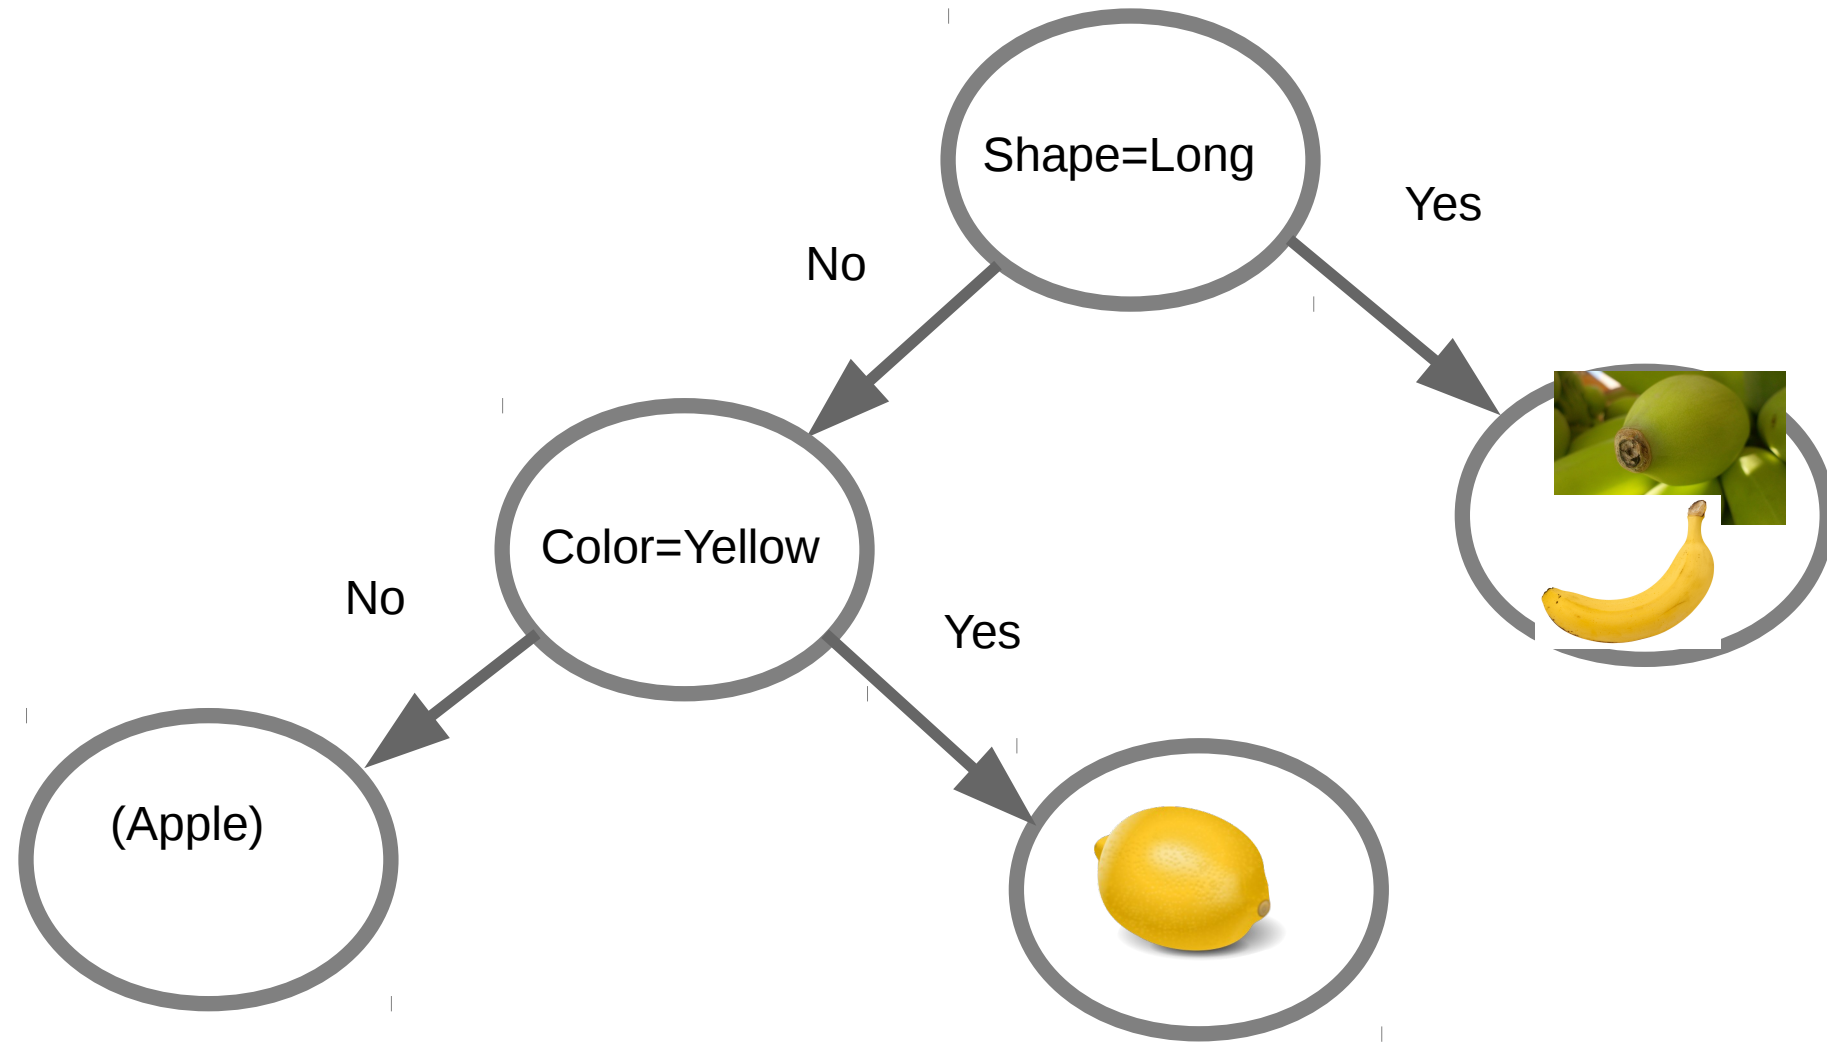 Shape=Long
Yes
No
Color=Yellow
No
Yes
(Apple)